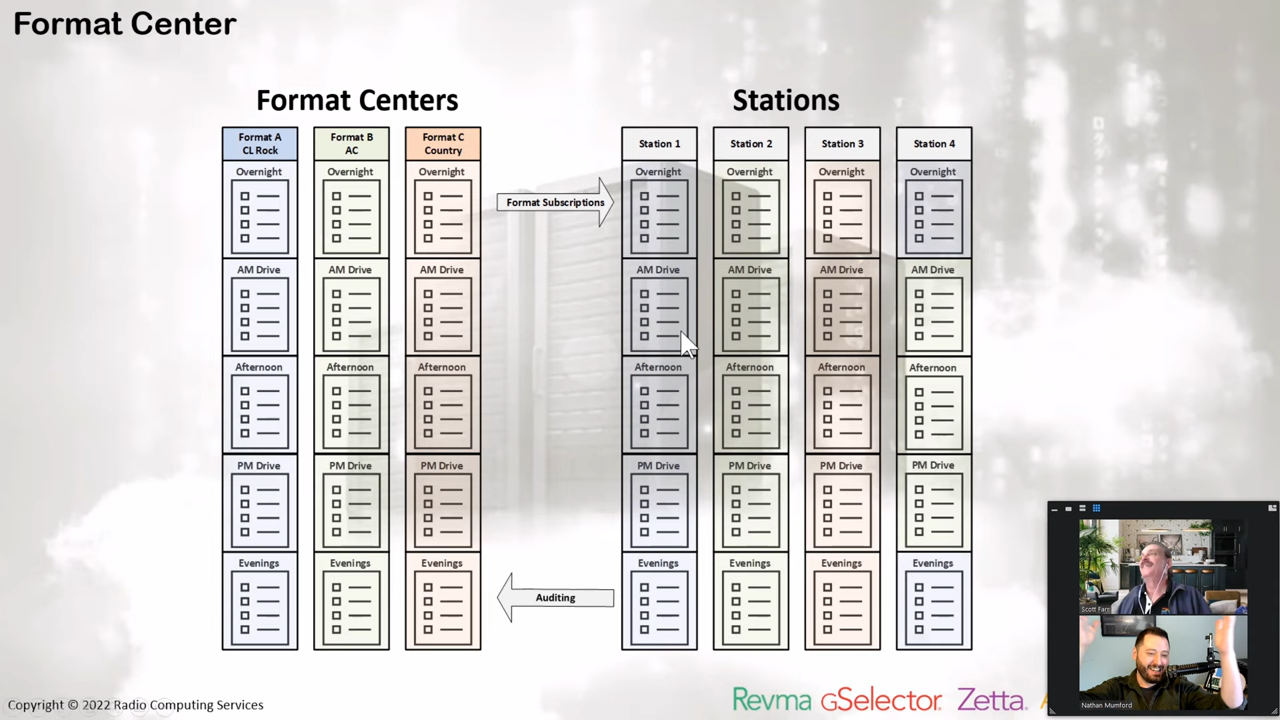 Format Center
Format Centers
Stations
Format A
CL Rock
Format B
AC
Format C
Country
Station 1
Station 2
Station 3
Station 4
Overnight
Overnight
Overnight
Format Subscriptions
Overnight
Overnight
Overnight
Overnight
AM Drive
AM Drive
AM Drive
AM Drive
AM Drive
AM Drive
AM Drive
Afternoon
Afternoon
Afternoon
Afternoon
Afternoon
Afternoon
Afternoon
PM Drive
PM Drive
PM Drive
PM Drive
PM Drive
PM Drive
PM Drive
Evenings
Evenings
Evenings
Evenings
Evenings
Evenings
Evenings
Auditing
Scott Farr
Nathan Mumford
Copyright © 2022 Radio Computing Services
Revma GSelector Zetta.